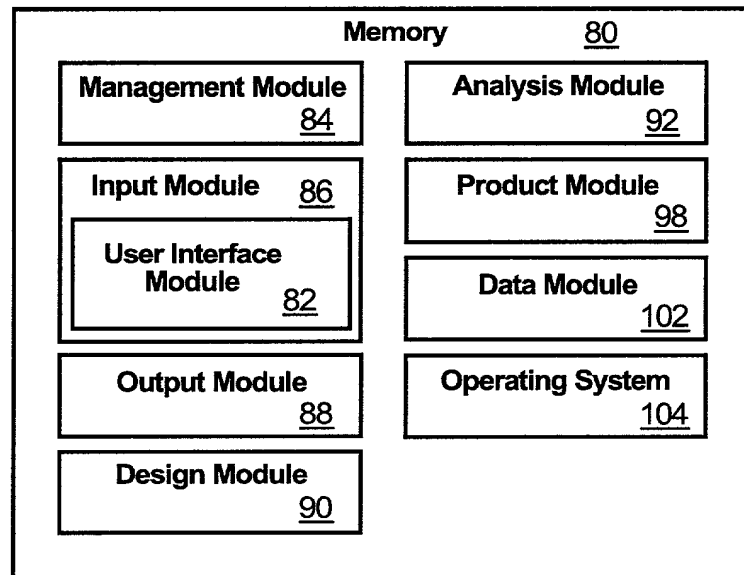 Memory 80
Management Module
84
Input Module 86
User Interface
Module
82
Output Module
88
Design Module
90
Analysis Module
92
Product Module
98
Data Module
102
Operating System
104